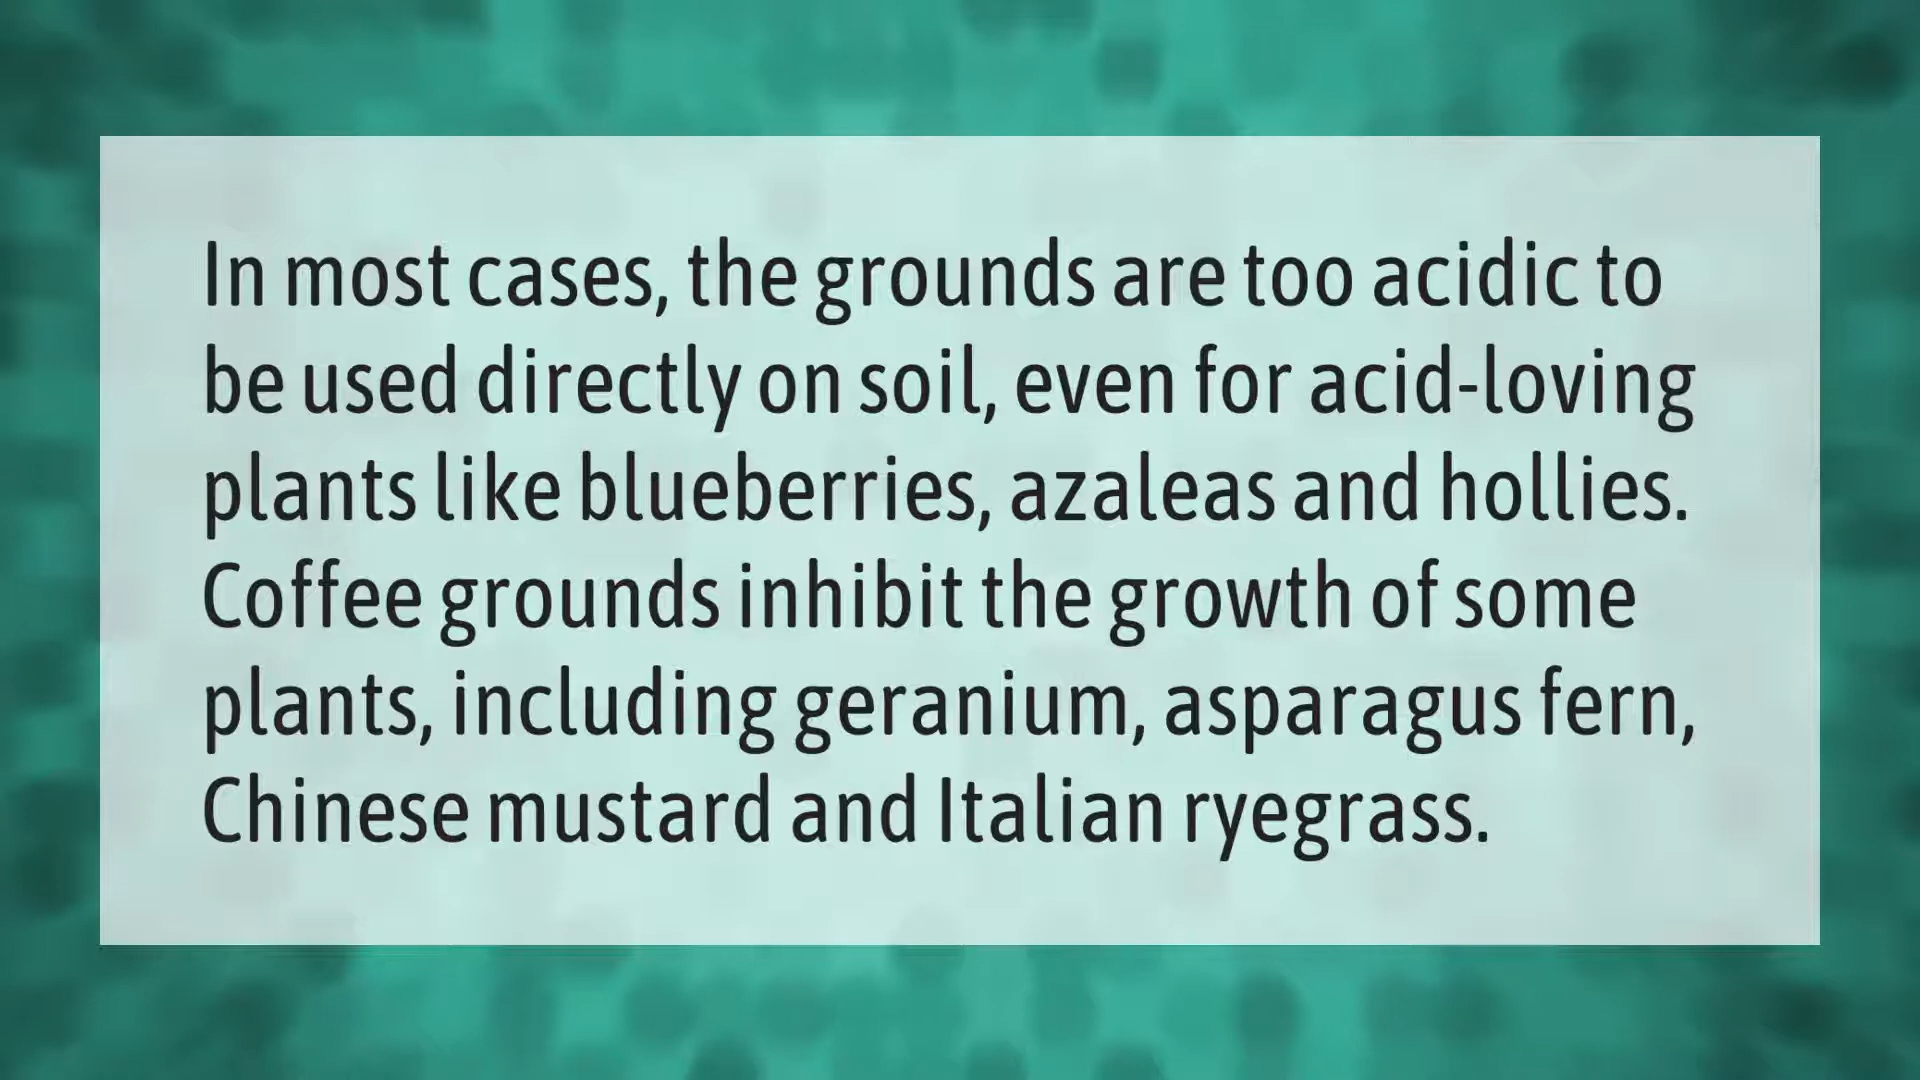 In most cases, the grounds are too acidic to
be used directly on soil, even for acid-loving
plants like blueberries, azaleas and hollies.
Coffee grounds inhibit the growth of some
plants, including geranium, asparagus fern,
Chinese mustard and Italian ryegrass.